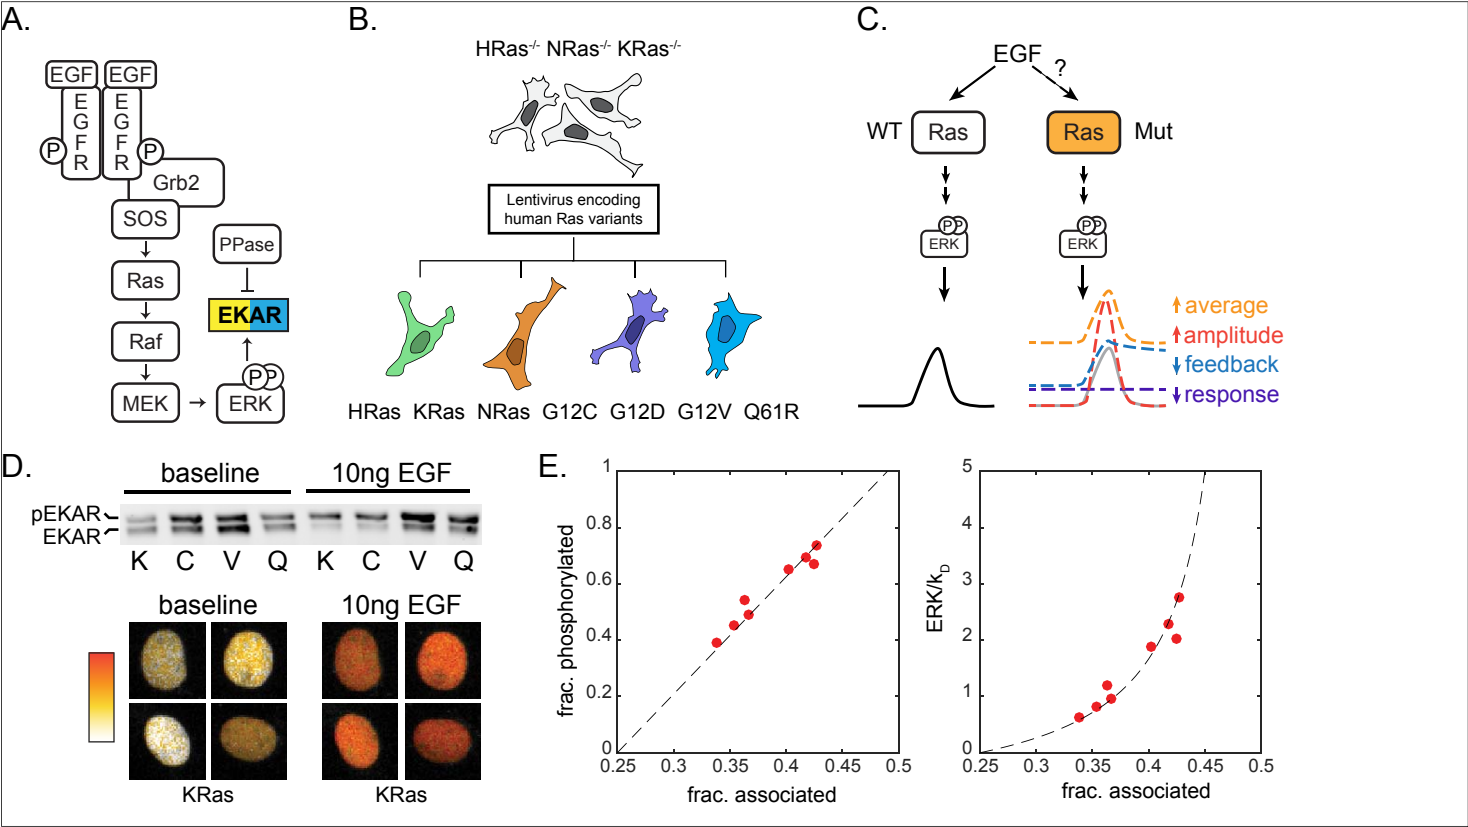 A.
EGF EGF
E
G
F
R
E
G
F
R
P
P
Grb2
SOS
PPase
Ras
EKAR
Raf
PP
MEK
ERK
B.
HRas-/- NRas-/- KRas-/-
Lentivirus encoding
human Ras variants
HRas KRas NRas G12C G12D G12V Q61R
C.
EGF ?
WT Ras Ras Mut
PP PP
ERK ERK
average
amplitude
feedback
response
D.
baseline 10ng EGF
pEKAR
EKAR
K C V Q K C V Q
baseline 10ng EGF
KRas KRas
E.
frac. phosphorylated
1
0.8
0.6
0.4
0.2
0
0.25 0.3 0.35 0.4 0.45 0.5
frac. associated
ERK/kD
5
4
3
2
1
0
0.25 0.3 0.35 0.4 0.45 0.5
frac. associated